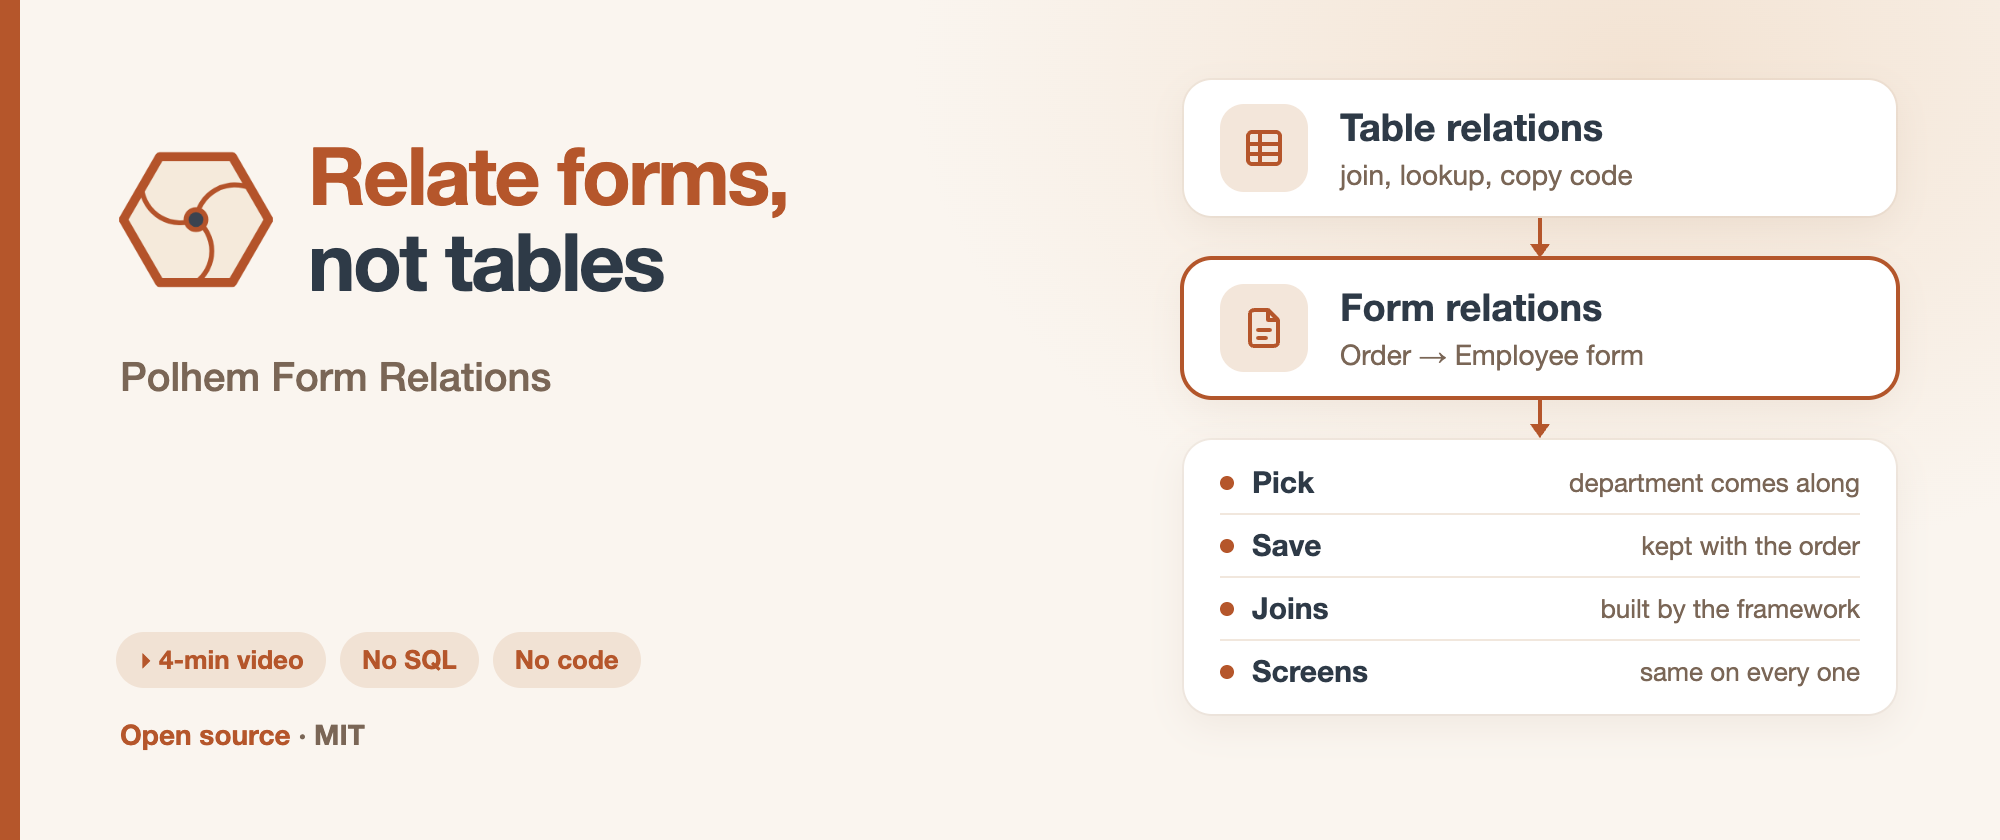 Relate forms,
not tables
Polhem Form Relations
4-min video
No SQL
No code
Open source · MIT
Table relations
join, lookup, copy code
Form relations
Order → Employee form
Pick department comes along
Save kept with the order
Joins built by the framework
Screens same on every one